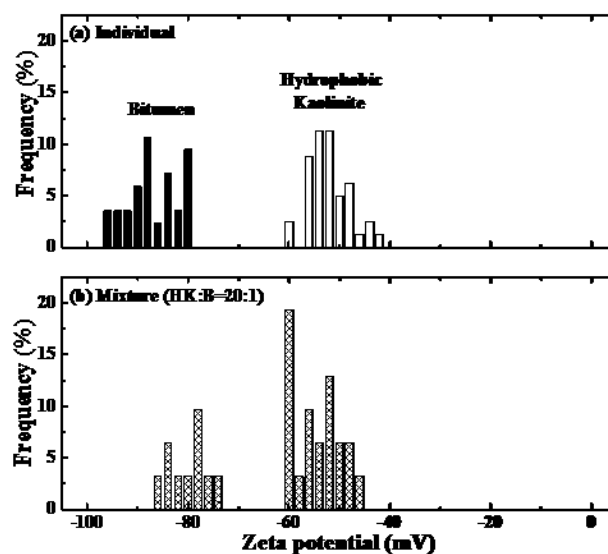 (a) Individual
Bitumen
Hydrophobic
Kaolinite
Frequency (%)
20
15
10
5
0
(b) Mixture (HK:B=20:1)
Frequency (%)
20
15
10
5
0
-100 -80 -60 -40 -20 0
Zeta potential (mV)